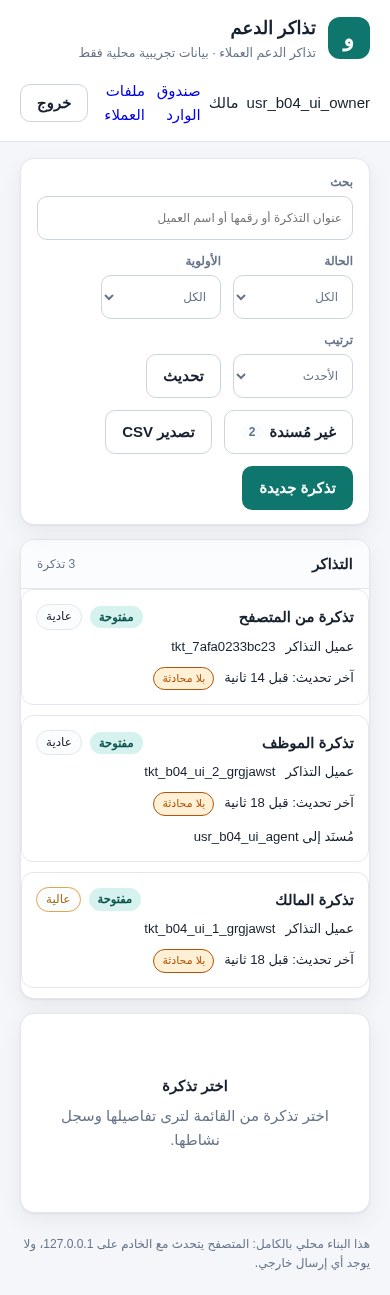 و
تذاكر الدعم
تذاكر الدعم العملاء · بيانات تجريبية محلية فقط
usr_b04_ui_owner مالك صندوق الوارد ملفات العملاء خروج
بحث
عنوان التذكرة أو رقمها أو اسم العميل
الحالة الأولوية
الكل الكل
ترتيب
الأحدث تحديث
غير مُسندة 2 تصدير CSV
تذكرة جديدة
التذاكر 3 تذكرة
تذكرة من المتصفح مفتوحة عادية
عميل التذاكر tkt_7afa0233bc23
آخر تحديث: قبل 14 ثانية بلا محادثة
تذكرة الموظف مفتوحة عادية
عميل التذاكر tkt_b04_ui_2_grgjawst
آخر تحديث: قبل 18 ثانية بلا محادثة
مُسنَد إلى usr_b04_ui_agent
تذكرة المالك مفتوحة عالية
عميل التذاكر tkt_b04_ui_1_grgjawst
آخر تحديث: قبل 18 ثانية بلا محادثة
اختر تذكرة
اختر تذكرة من القائمة لترى تفاصيلها وسجل
نشاطها.
هذا البناء محلي بالكامل: المتصفح يتحدث مع الخادم على 127.0.0.1، ولا
يوجد أي إرسال خارجي.